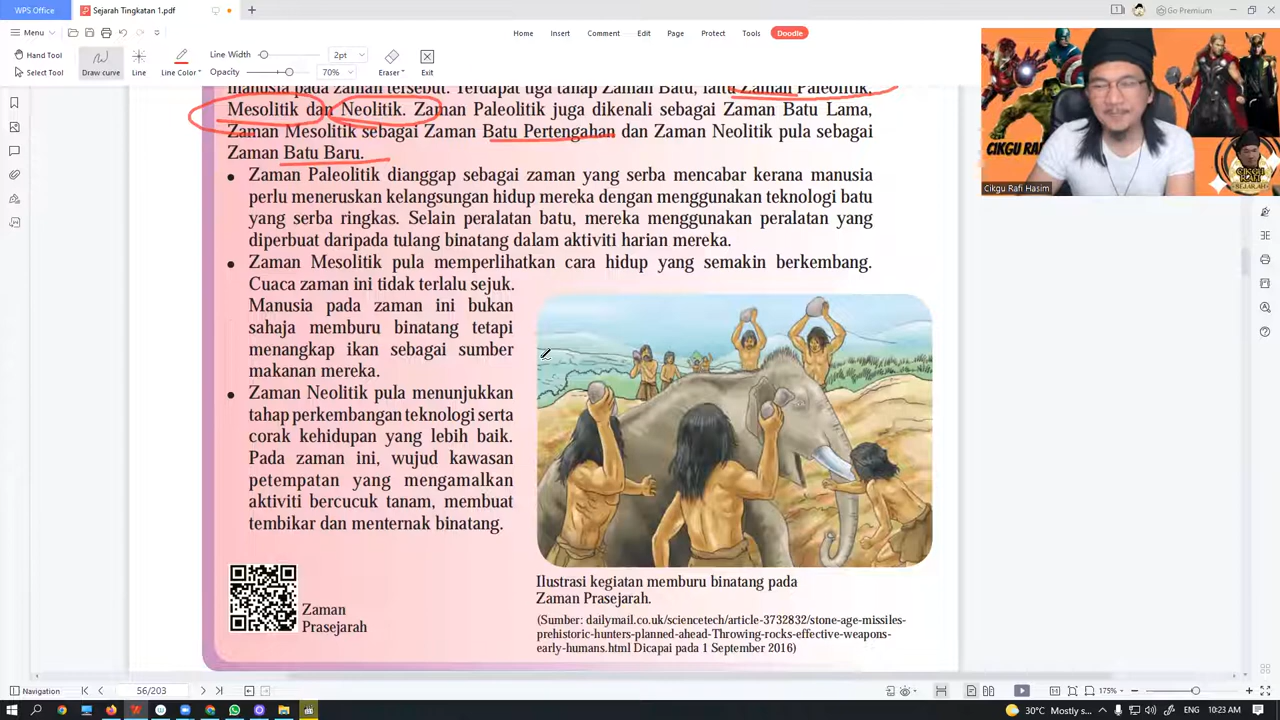 WPS Office
Sejarah Tingkatan 1.pdf
Go Premium
Menu
Home Insert Comment Edit Page Protect Tools Doodle
Hand Tool
Select Tool
Draw curve
Line
Line Color
Line Width 2pt
Opacity 70%
Eraser
Exit
manusia pada zaman tersebut. Terdapat tiga tahap Zaman Batu, iaitu Zaman Paleolitik,
Mesolitik dan Neolitik. Zaman Paleolitik juga dikenali sebagai Zaman Batu Lama,
Zaman Mesolitik sebagai Zaman Batu Pertengahan dan Zaman Neolitik pula sebagai
Zaman Batu Baru.
• Zaman Paleolitik dianggap sebagai zaman yang serba mencabar kerana manusia
perlu meneruskan kelangsungan hidup mereka dengan menggunakan teknologi batu
yang serba ringkas. Selain peralatan batu, mereka menggunakan peralatan yang
diperbuat daripada tulang binatang dalam aktiviti harian mereka.
• Zaman Mesolitik pula memperlihatkan cara hidup yang semakin berkembang.
Cuaca zaman ini tidak terlalu sejuk.
Manusia pada zaman ini bukan
sahaja memburu binatang tetapi
menangkap ikan sebagai sumber
makanan mereka.
• Zaman Neolitik pula menunjukkan
tahap perkembangan teknologi serta
corak kehidupan yang lebih baik.
Pada zaman ini, wujud kawasan
petempatan yang mengamalkan
aktiviti bercucuk tanam, membuat
tembikar dan menternak binatang.
Zaman
Prasejarah
Ilustrasi kegiatan memburu binatang pada
Zaman Prasejarah.
(Sumber: dailymail.co.uk/sciencetech/article-3732832/stone-age-missiles-
prehistoric-hunters-planned-ahead-Throwing-rocks-effective-weapons-
early-humans.html Dicapai pada 1 September 2016)
CIKGU
RAFI
CIKGU
RAFI
SEJARAH
Cikgu Rafi Hasim
Navigation
56/203
175%
30°C Mostly s...
ENG
10:23 AM